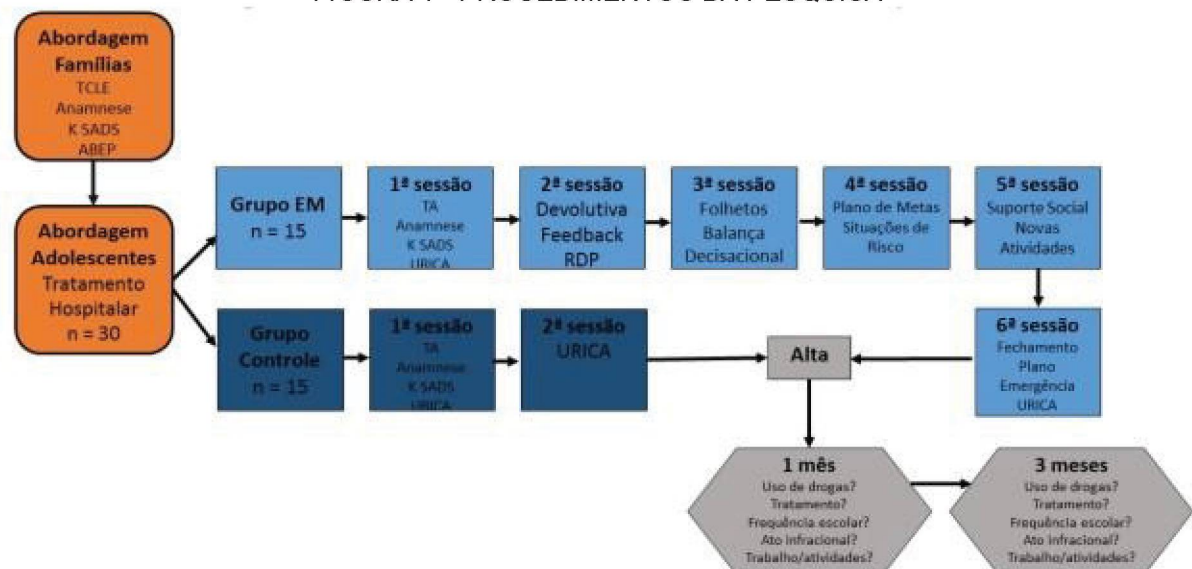 Abordagem
Famílias
TCLE
Anamnese
K SADS
ABEP
Abordagem
Adolescentes
Tratamento
Hospitalar
n = 30
Grupo EM
n = 15
1ª sessão
TA
Anamnese
K SADS
URICA
2ª sessão
Devolutiva
Feedback
RDP
3ª sessão
Folhetos
Balança
Decisacional
4ª sessão
Plano de Metas
Situações de
Risco
5ª sessão
Suporte Social
Novas
Atividades
6ª sessão
Fechamento
Plano
Emergência
URICA
Grupo
Controle
n = 15
1ª sessão
TA
Anamnese
K SADS
URICA
2ª sessão
URICA
Alta
1 mês
Uso de drogas?
Tratamento?
Frequência escolar?
Ato infracional?
Trabalho/atividades?
3 meses
Uso de drogas?
Tratamento?
Frequência escolar?
Ato infracional?
Trabalho/atividades?